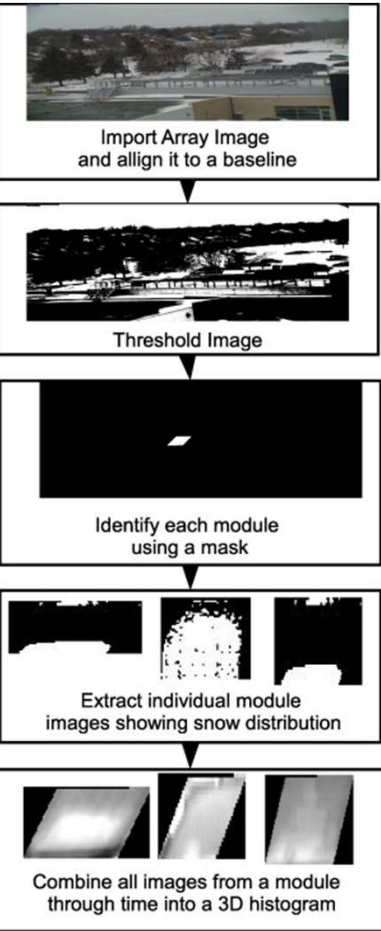 Import Array Image
and allign it to a baseline
Threshold Image
Identify each module
using a mask
Extract individual module
images showing snow distribution
Combine all images from a module
through time into a 3D histogram